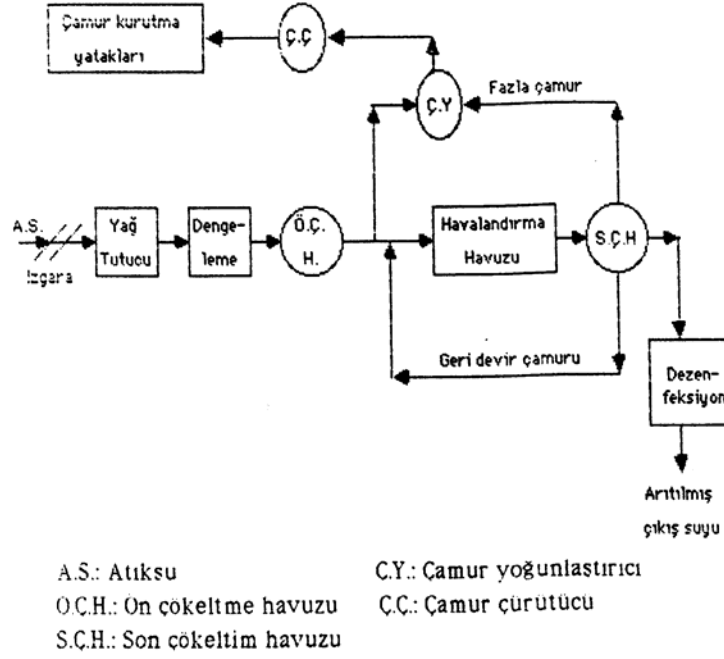 Çamur kurutma
yatakları
Ç.Ç
Ç.Y
Fazla çamur
A.S.
Izgara
Yağ
Tutucu
Denge-
leme
Ö.Ç.
H.
Havalandırma
Havuzu
S.Ç.H
Geri devir çamuru
Dezen-
feksiyon
Arıtılmış
çıkış suyu
A.S.: Atıksu
Ö.Ç.H.: Ön çökeltme havuzu
S.Ç.H.: Son çökeltim havuzu
Ç.Y.: Çamur yoğunlaştırıcı
Ç.Ç.: Çamur çürütücü